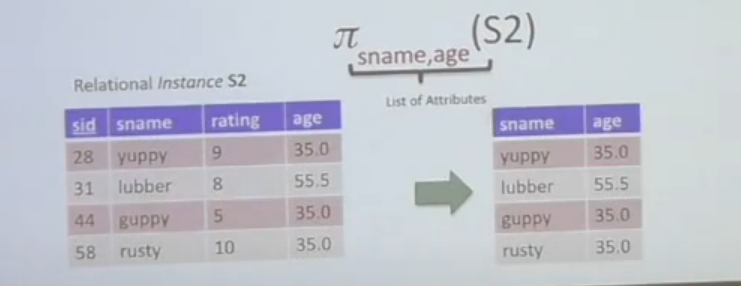 π sname,age (S2)
List of Attributes
Relational Instance S2
sid sname rating age
28 yuppy 9 35.0
31 lubber 8 55.5
44 guppy 5 35.0
58 rusty 10 35.0
sname age
yuppy 35.0
lubber 55.5
guppy 35.0
rusty 35.0